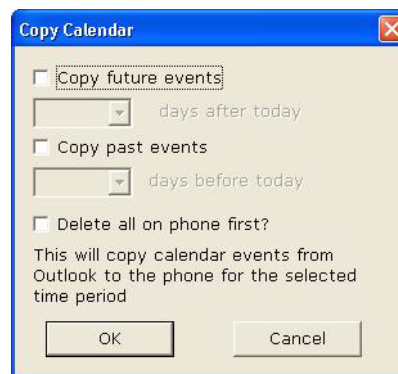 Copy Calendar
Copy future events
days after today
Copy past events
days before today
Delete all on phone first?
This will copy calendar events from
Outlook to the phone for the selected
time period
OK Cancel